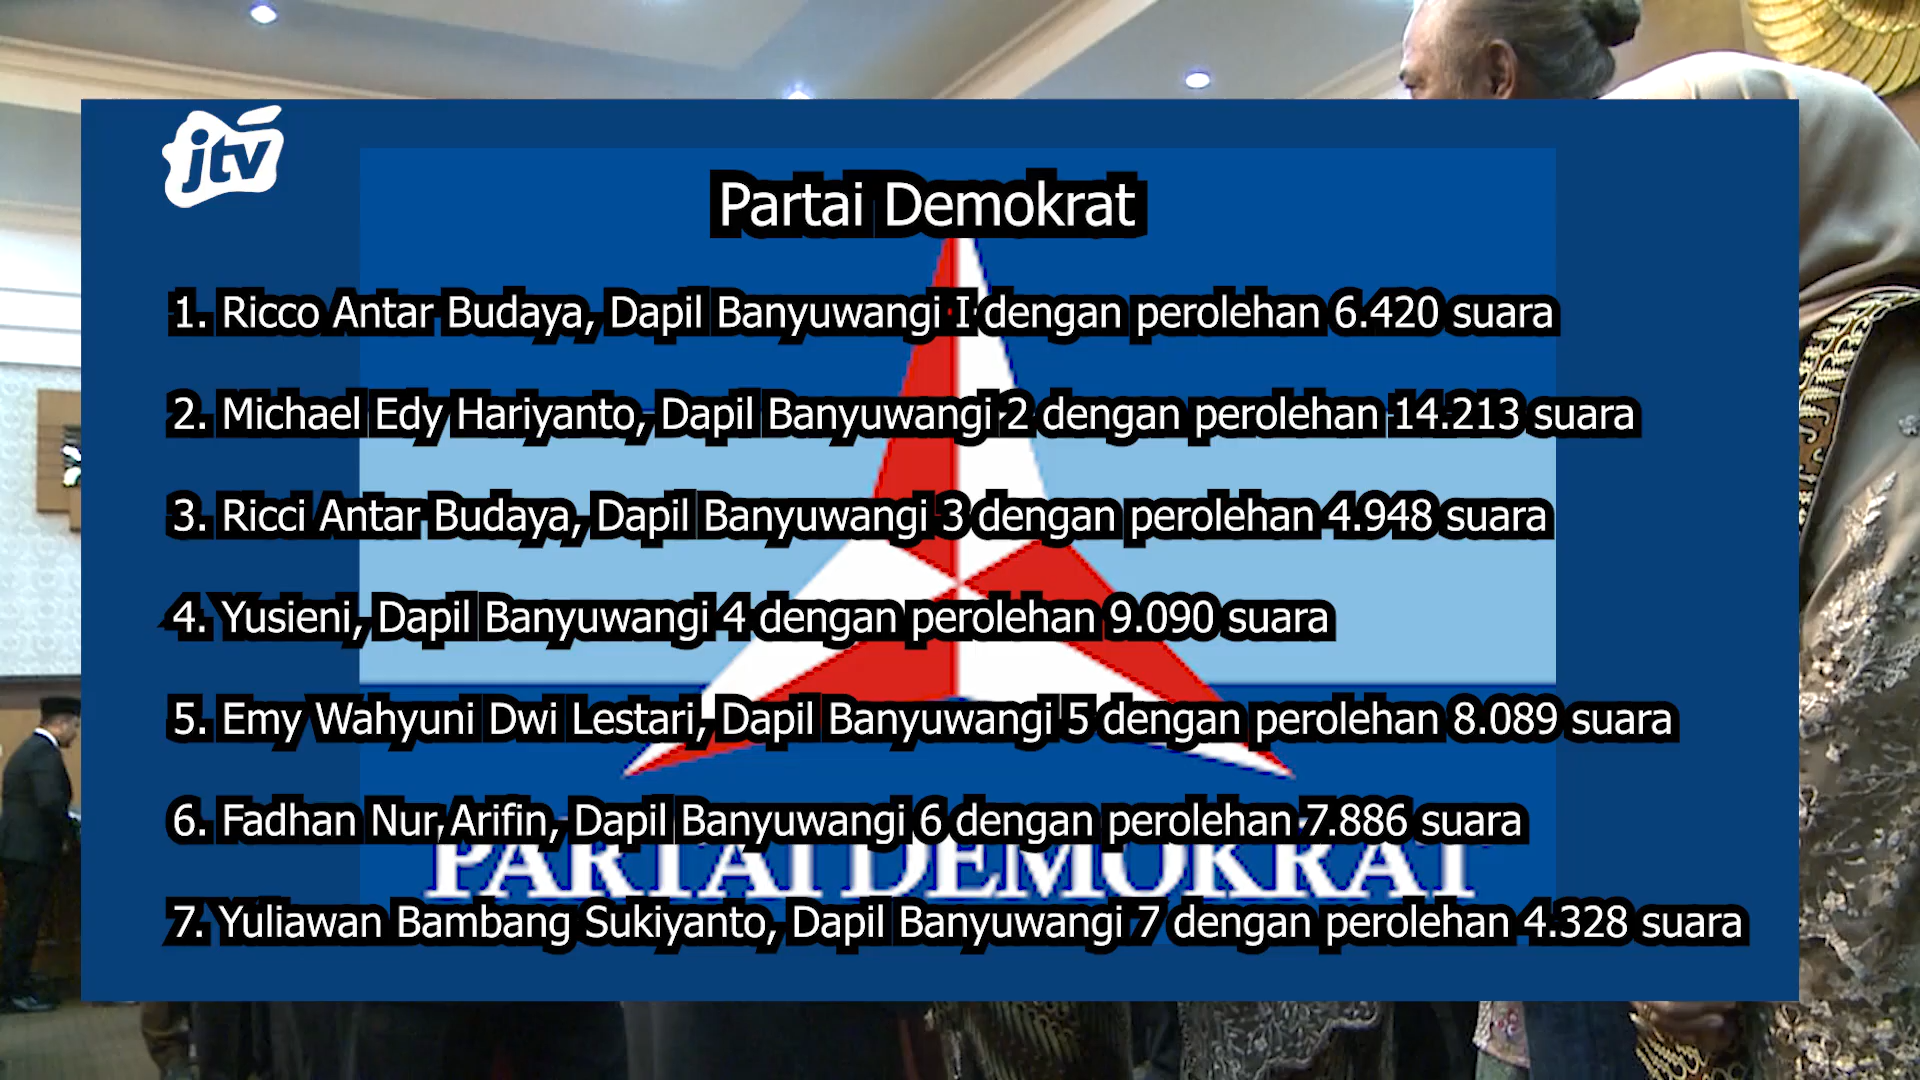 jtv
Partai Demokrat
1. Ricco Antar Budaya, Dapil Banyuwangi I dengan perolehan 6.420 suara
2. Michael Edy Hariyanto, Dapil Banyuwangi 2 dengan perolehan 14.213 suara
3. Ricci Antar Budaya, Dapil Banyuwangi 3 dengan perolehan 4.948 suara
4. Yusieni, Dapil Banyuwangi 4 dengan perolehan 9.090 suara
5. Emy Wahyuni Dwi Lestari, Dapil Banyuwangi 5 dengan perolehan 8.089 suara
6. Fadhan Nur Arifin, Dapil Banyuwangi 6 dengan perolehan 7.886 suara
PARTAI DEMOKRAT
7. Yuliawan Bambang Sukiyanto, Dapil Banyuwangi 7 dengan perolehan 4.328 suara